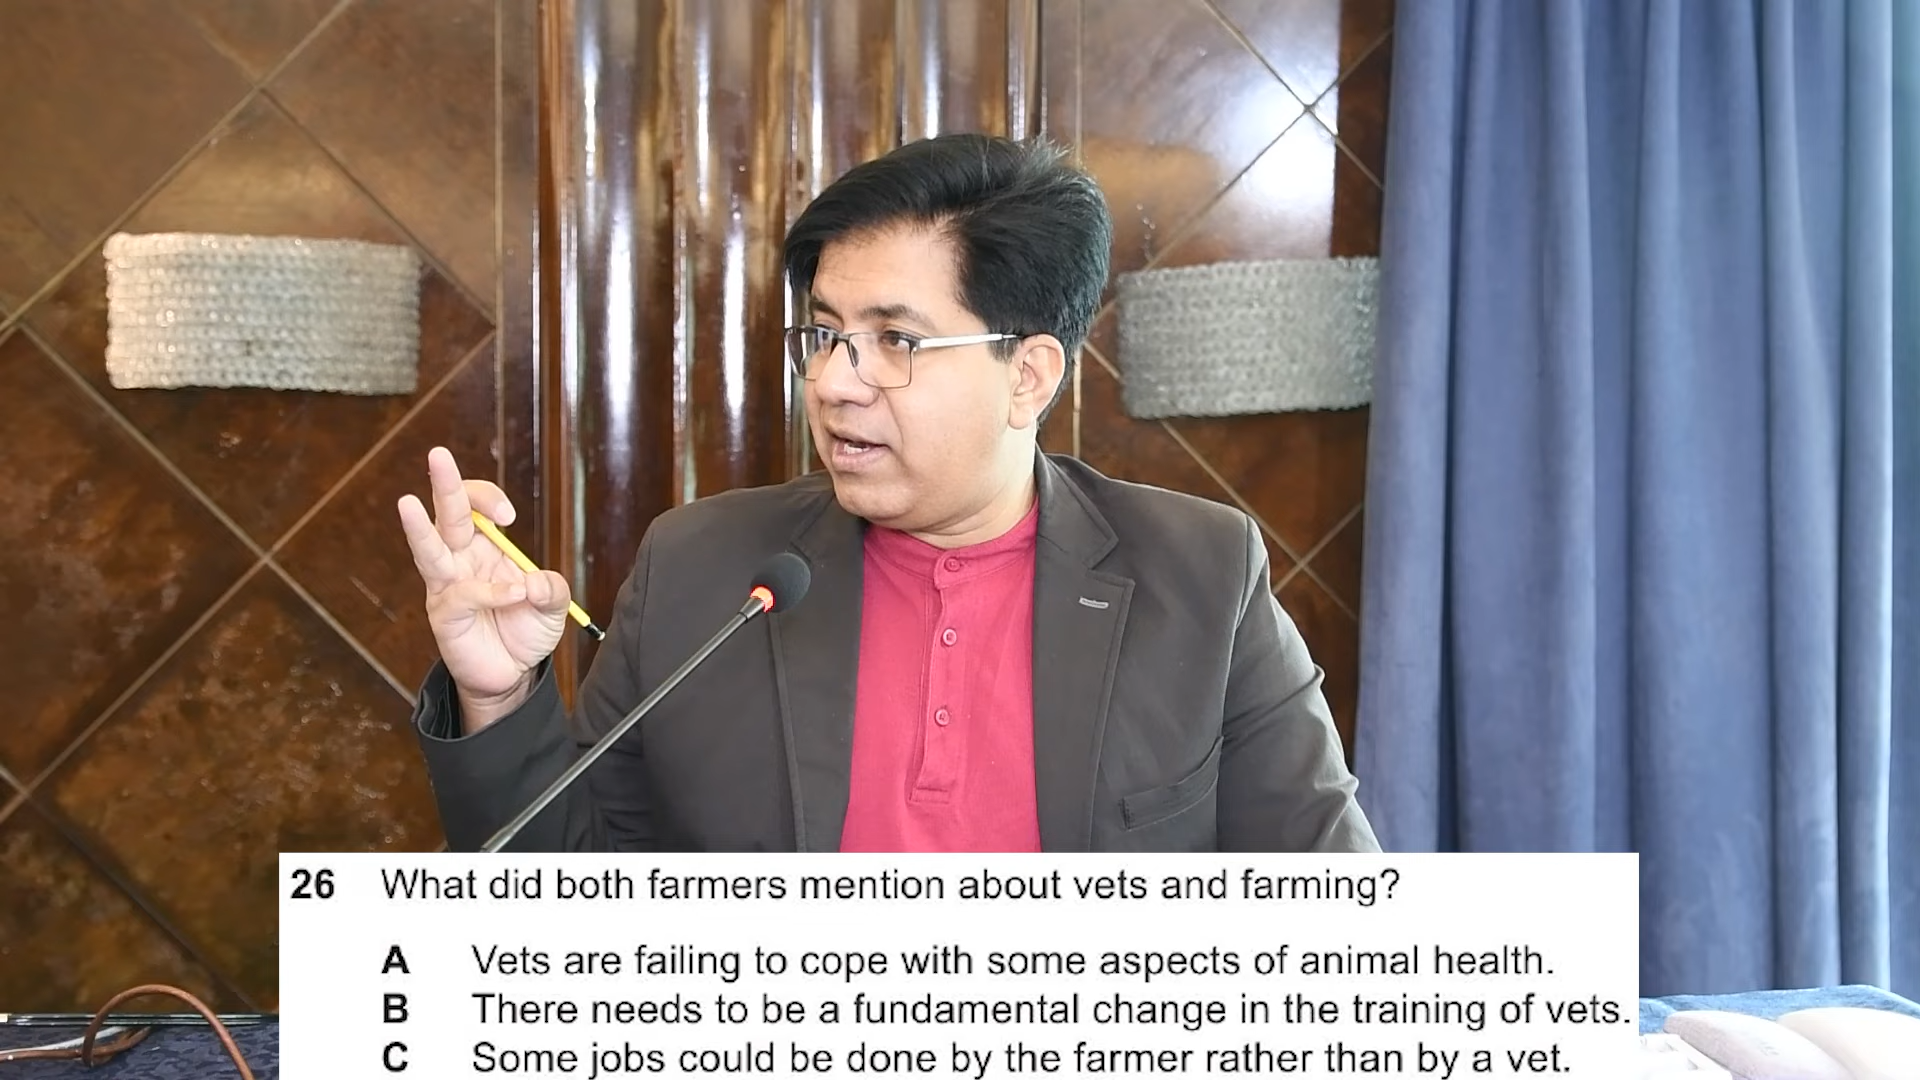 26 What did both farmers mention about vets and farming?
A Vets are failing to cope with some aspects of animal health.
B There needs to be a fundamental change in the training of vets.
C Some jobs could be done by the farmer rather than by a vet.